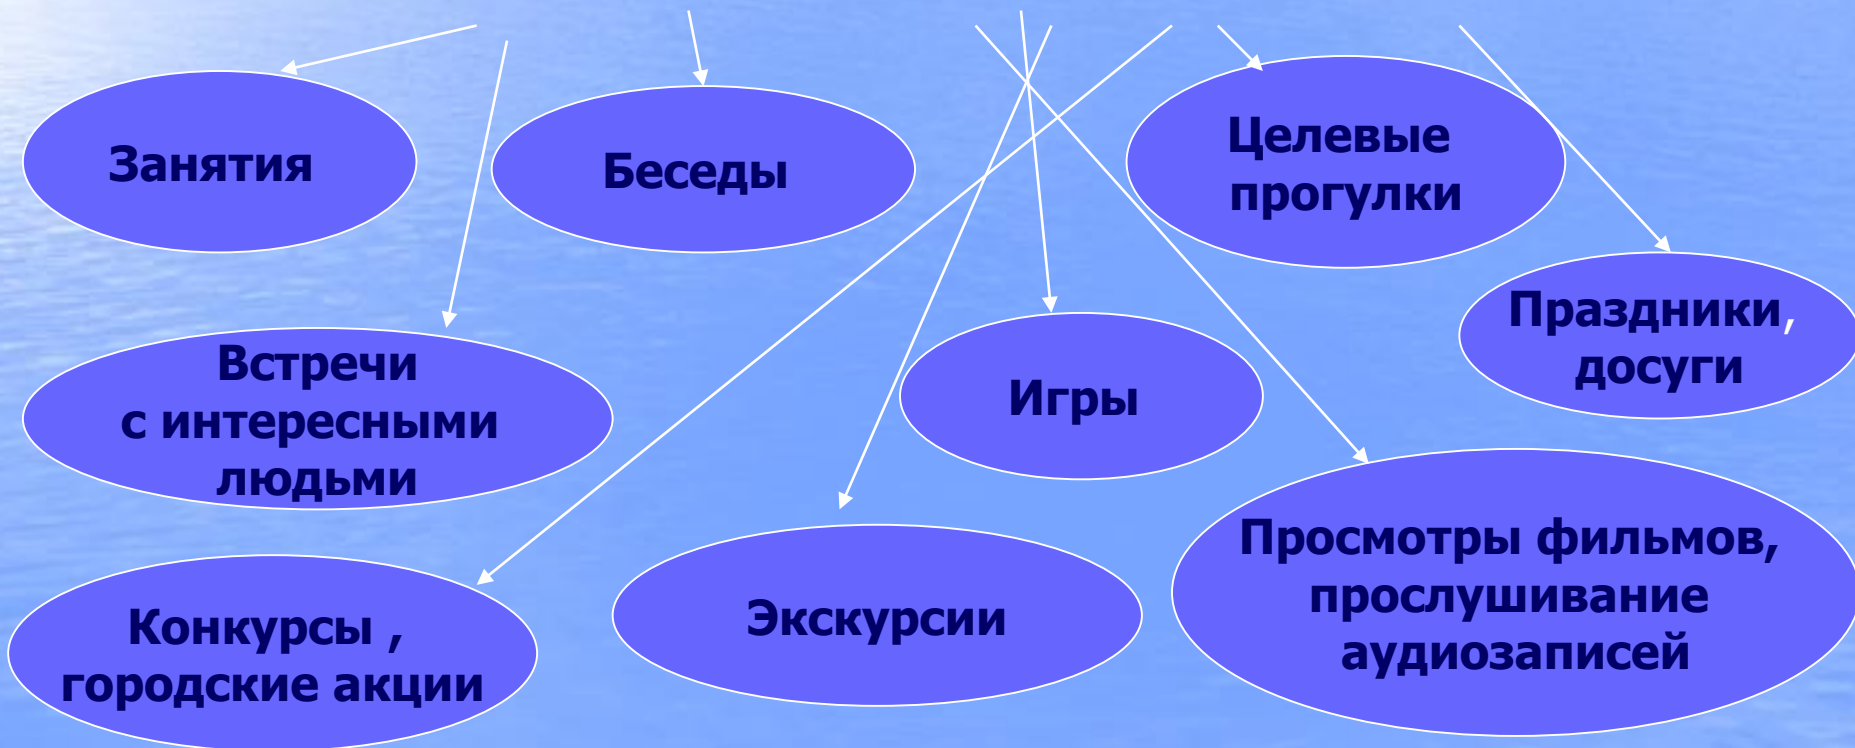 Занятия
Беседы
Целевые
прогулки
Праздники,
досуги
Встречи
с интересными
людьми
Игры
Просмотры фильмов,
прослушивание
аудиозаписей
Экскурсии
Конкурсы ,
городские акции